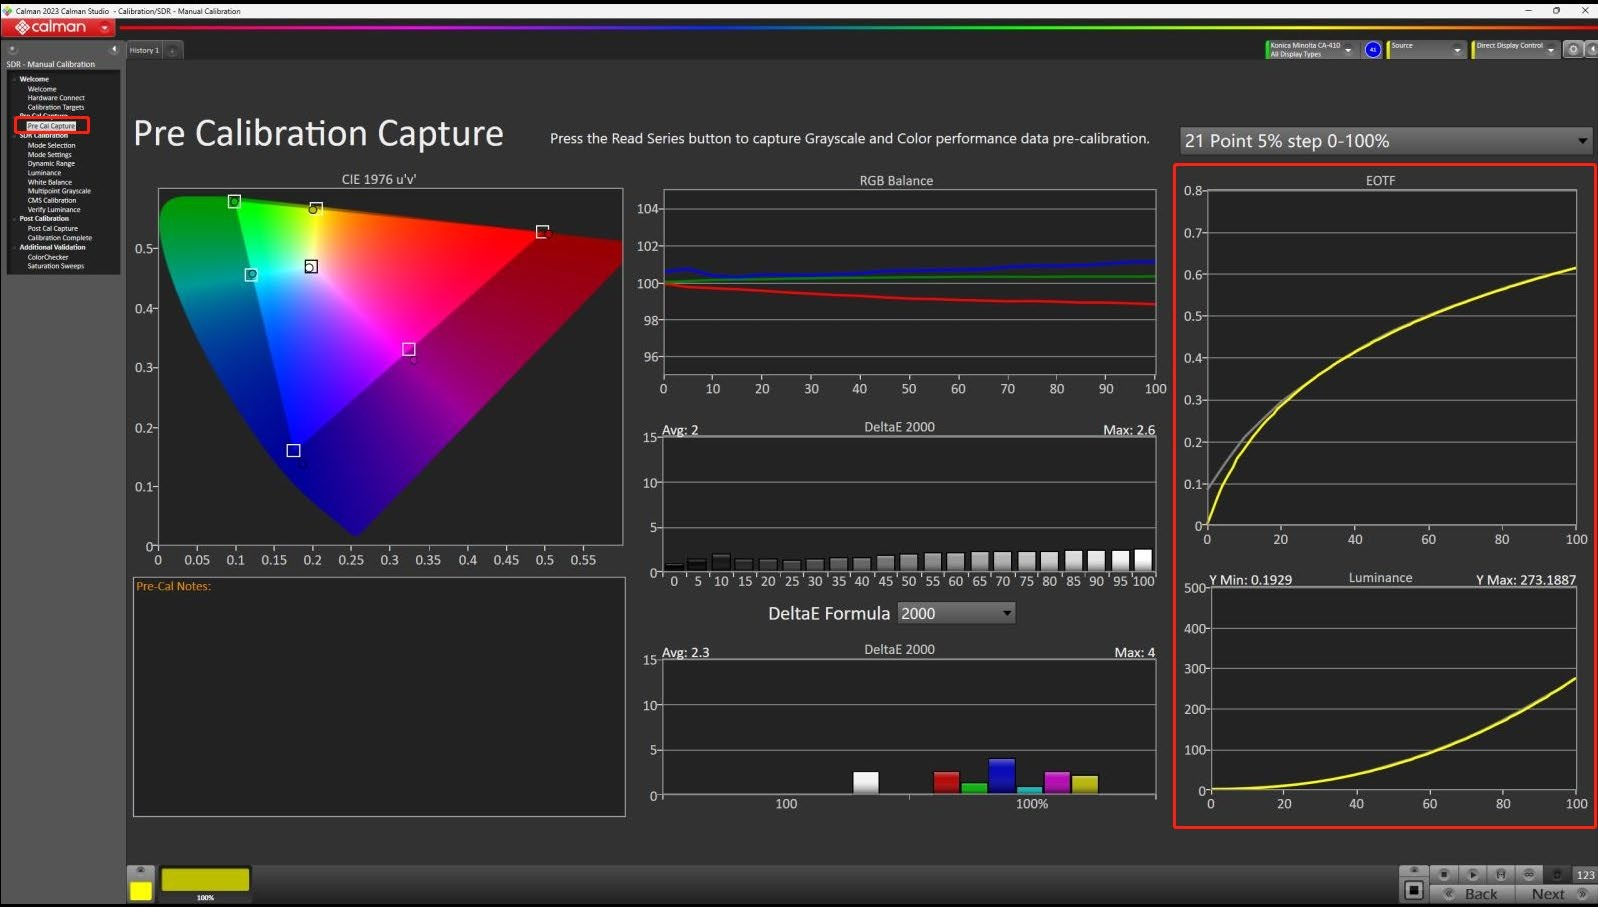 Calman 2023 Calman Studio - Calibration/SDR - Manual Calibration
calman
History 1
Konica Minolta CA-410
All Display Types
Source
Direct Display Control
SDR - Manual Calibration
Welcome
Welcome
Hardware Connect
Calibration Targets
Pre Cal Capture
Pre Cal Capture
SDR Calibration
Mode Selection
Mode Settings
Dynamic Range
Luminance
White Balance
Multipoint Grayscale
CMS Calibration
Verify Luminance
Post Calibration
Post Cal Capture
Calibration Complete
Additional Validation
ColorChecker
Saturation Sweeps
Pre Calibration Capture
Press the Read Series button to capture Grayscale and Color performance data pre-calibration.
21 Point 5% step 0-100%
CIE 1976 u'v'
0.5
0.4
0.3
0.2
0.1
0
0 0.05 0.1 0.15 0.2 0.25 0.3 0.35 0.4 0.45 0.5 0.55
Pre-Cal Notes:
RGB Balance
104
102
100
98
96
0 10 20 30 40 50 60 70 80 90 100
Avg: 2 DeltaE 2000 Max: 2.6
15
10
5
0
0 5 10 15 20 25 30 35 40 45 50 55 60 65 70 75 80 85 90 95 100
DeltaE Formula 2000
Avg: 2.3 DeltaE 2000 Max: 4
15
10
5
0
100 100%
EOTF
0.8
0.7
0.6
0.5
0.4
0.3
0.2
0.1
0
0 20 40 60 80 100
Y Min: 0.1929 Luminance Y Max: 273.1887
500
400
300
200
100
0
0 20 40 60 80 100
100%
123
Back Next